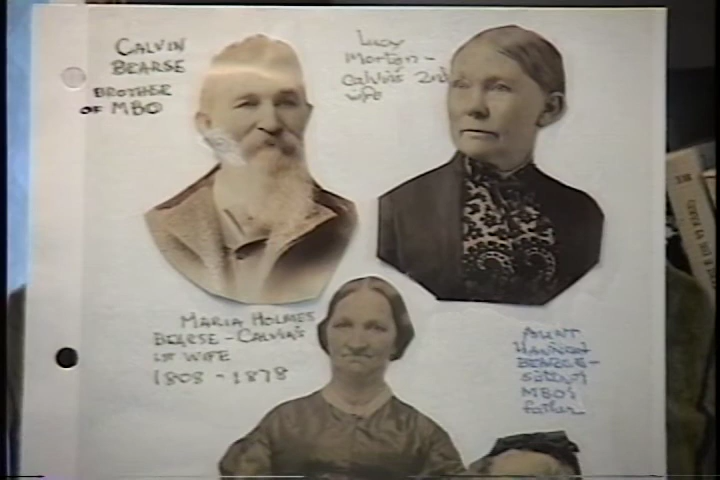 CALVIN
BEARSE
BROTHER
OF MBO
Lucy
Morton -
Calvin's 2nd
wife
MARIA HOLMES
BEARSE - CALVIN'S
1ST WIFE
1808 - 1878
AUNT
HANNAH
BEARSE -
sister of
MBO's
father